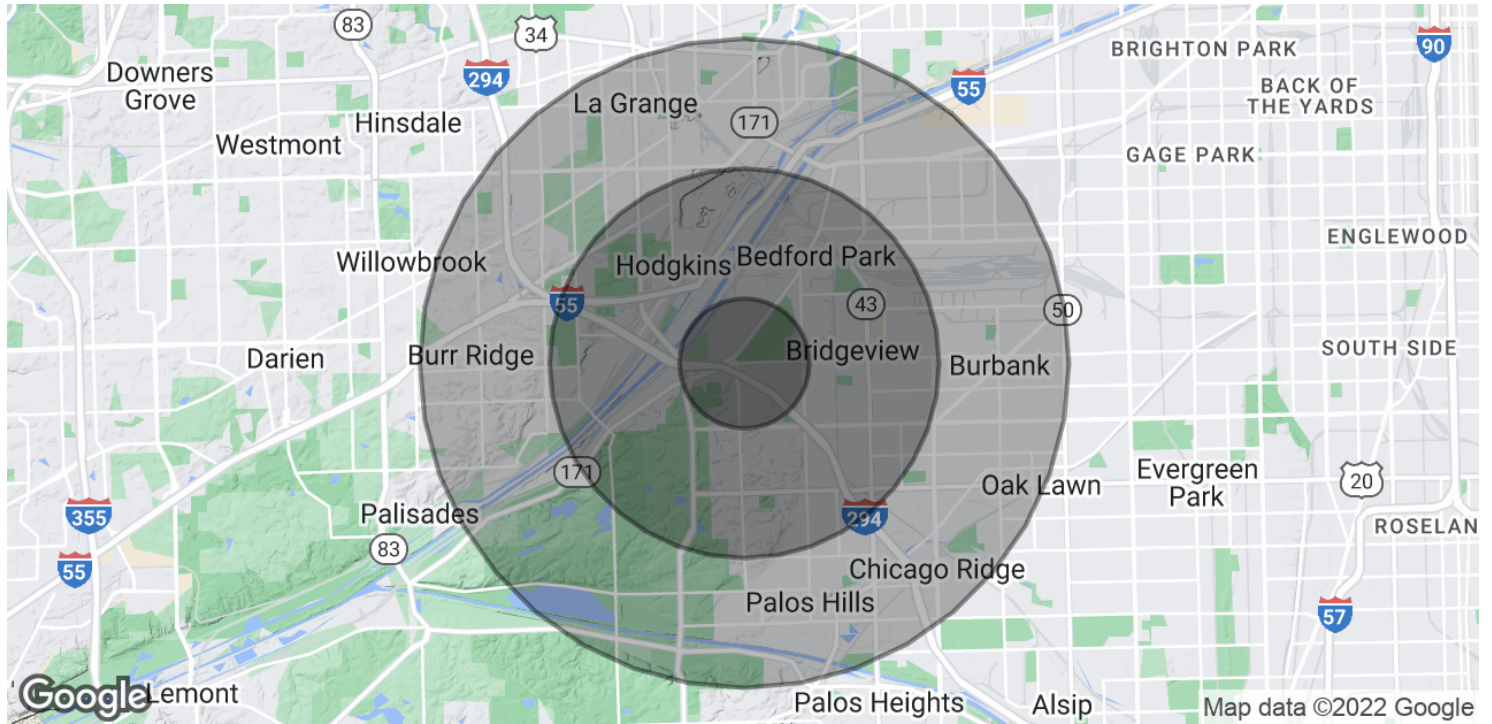 83
34
BRIGHTON PARK
90
Downers
Grove
294
55
BACK OF
THE YARDS
La Grange
171
Hinsdale
Westmont
GAGE PARK
ENGLEWOOD
Willowbrook
Hodgkins
Bedford Park
55
43
50
Darien
Burr Ridge
Bridgeview
Burbank
SOUTH SIDE
171
Oak Lawn
Evergreen
Park
20
355
Palisades
294
ROSELAN
83
55
Chicago Ridge
Palos Hills
57
Google
Lemont
Palos Heights
Alsip
Map data ©2022 Google